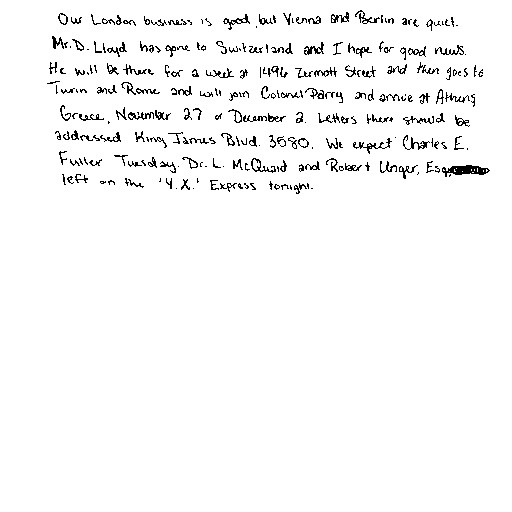 Our London business is good, but Vienna and Berlin are quiet.
Mr. D. Lloyd has gone to Switzerland and I hope for good news.
He will be there for a week at 1496 Zermott Street and then goes to
Turin and Rome and will join Colonel Parry and arrive at Athens,
Greece, November 27 or December 2. Letters there should be
addressed King James Blvd. 3580. We expect Charles E.
Fuller Tuesday. Dr. L. McQuaid and Robert Unger, Esq.
left on the 'Y.X.' Express tonight.